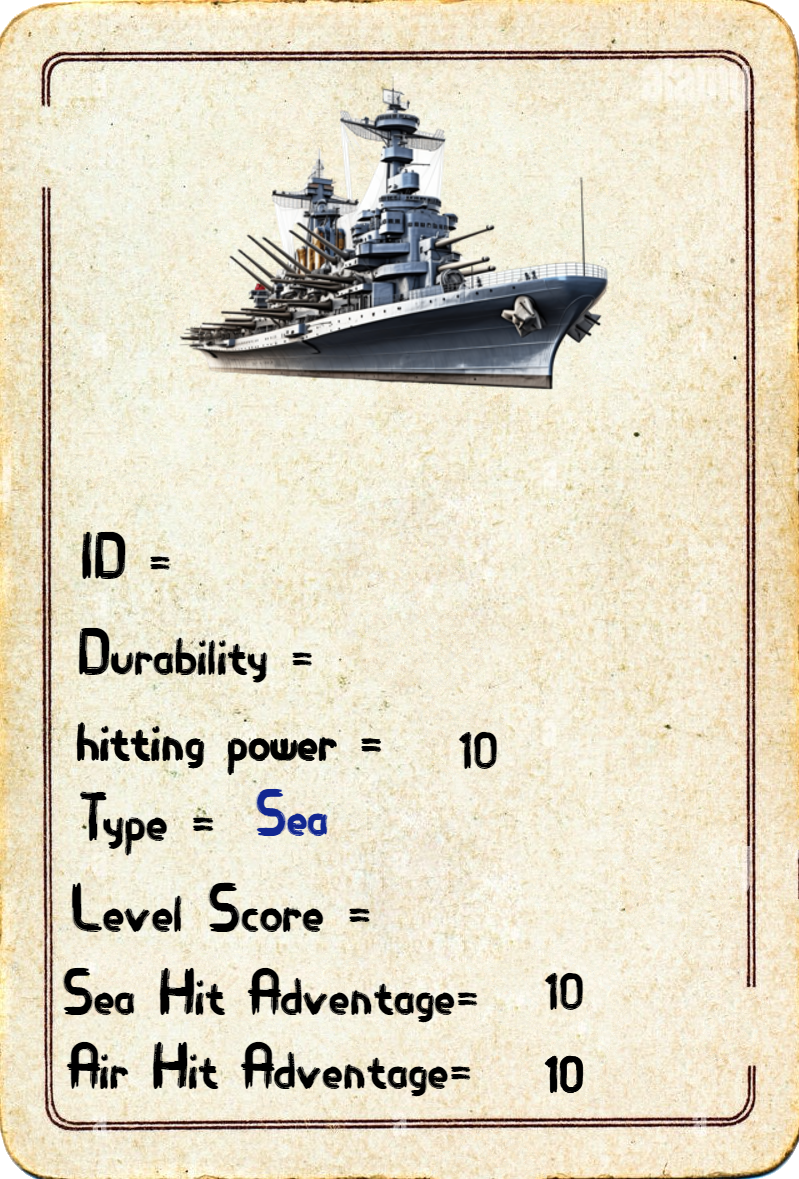 ID =
Durability =
hitting power = 10
Type = Sea
Level Score =
Sea Hit Adventage= 10
Air Hit Adventage= 10